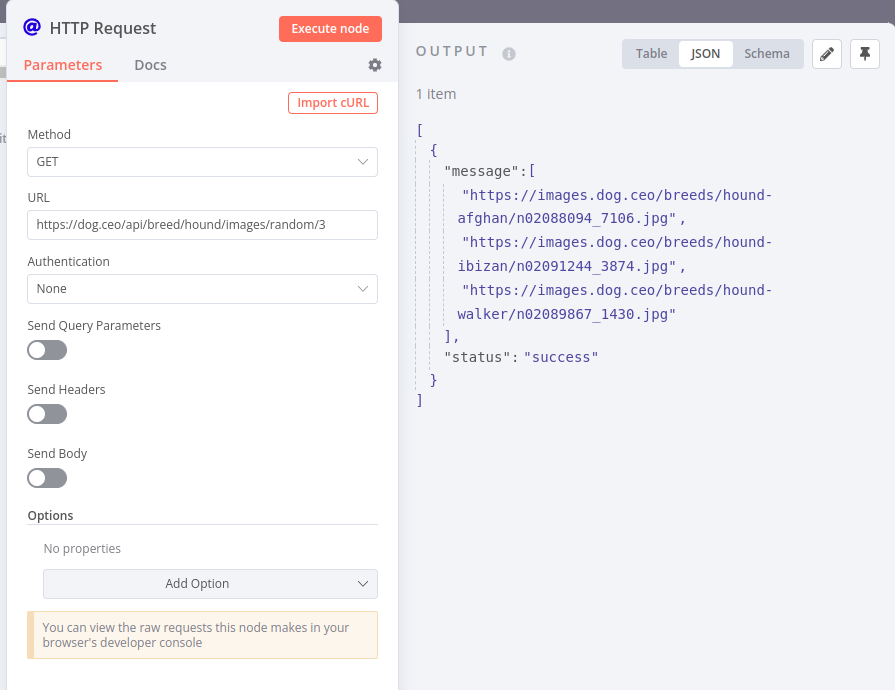 HTTP Request
Execute node
Parameters
Docs
Import cURL
Method
GET
URL
https://dog.ceo/api/breed/hound/images/random/3
Authentication
None
Send Query Parameters
Send Headers
Send Body
Options
No properties
Add Option
You can view the raw requests this node makes in your
browser's developer console
OUTPUT
Table
JSON
Schema
1 item
[
{
"message":[
"https://images.dog.ceo/breeds/hound-
afghan/n02088094_7106.jpg",
"https://images.dog.ceo/breeds/hound-
ibizan/n02091244_3874.jpg",
"https://images.dog.ceo/breeds/hound-
walker/n02089867_1430.jpg"
],
"status":"success"
}
]